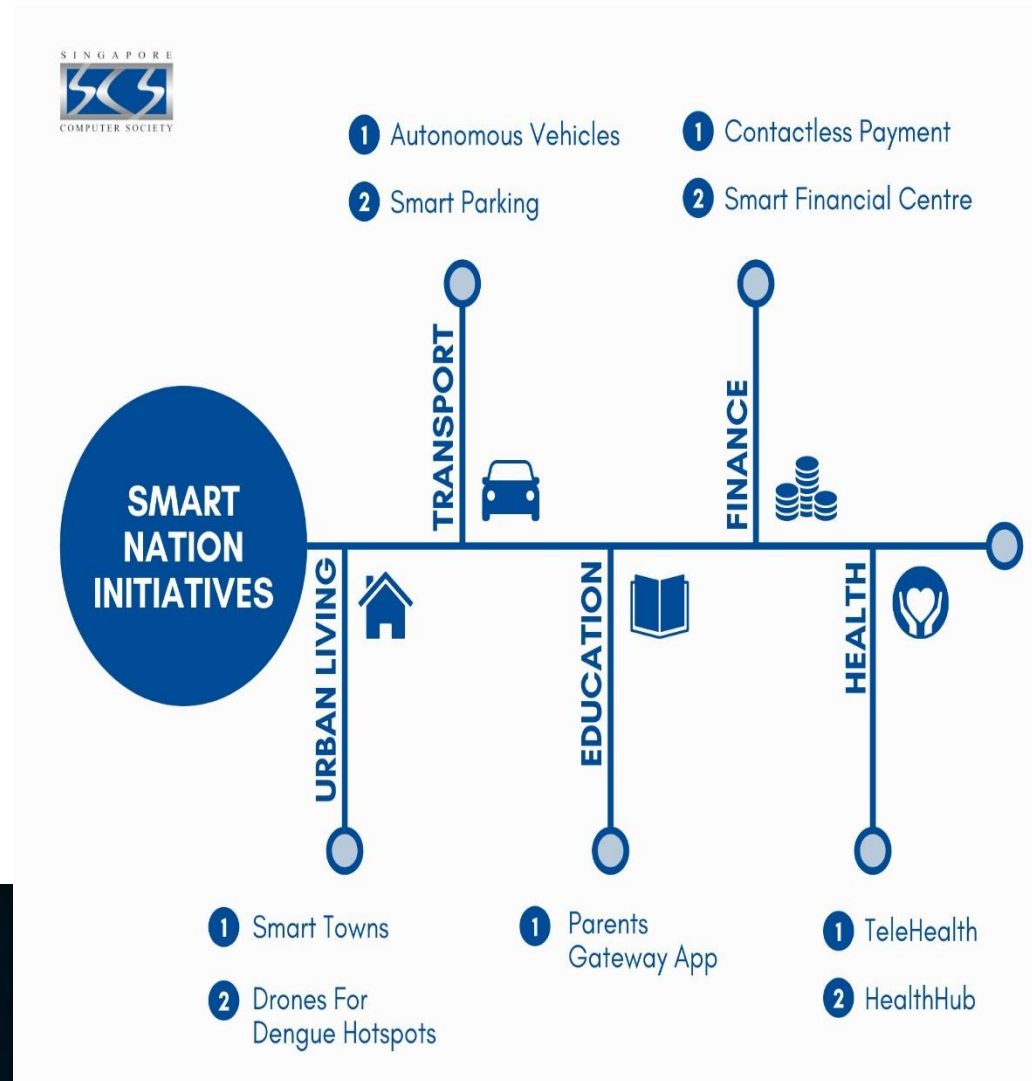 SINGAPORE
SCS
COMPUTER SOCIETY
1 Autonomous Vehicles
2 Smart Parking
1 Contactless Payment
2 Smart Financial Centre
TRANSPORT
FINANCE
SMART
NATION
INITIATIVES
URBAN LIVING
EDUCATION
HEALTH
1 Smart Towns
2 Drones For
Dengue Hotspots
1 Parents
Gateway App
1 TeleHealth
2 HealthHub